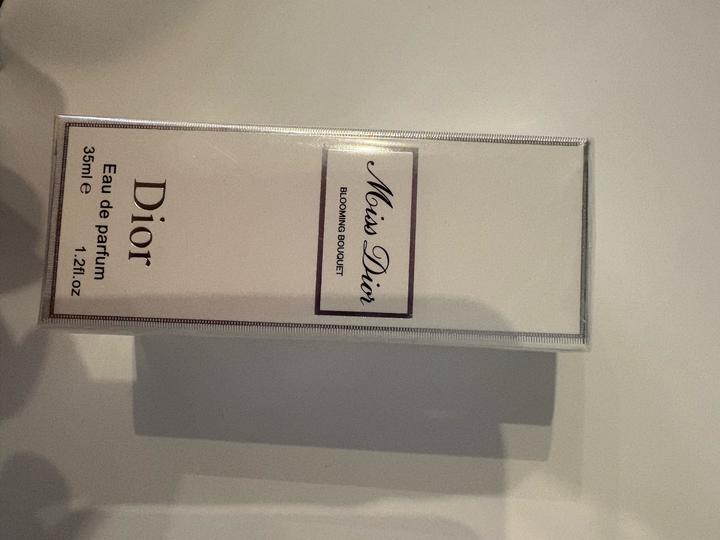 Miss Dior
BLOOMING BOUQUET
Dior
Eau de parfum
35ml ℮ 1.2fl.oz